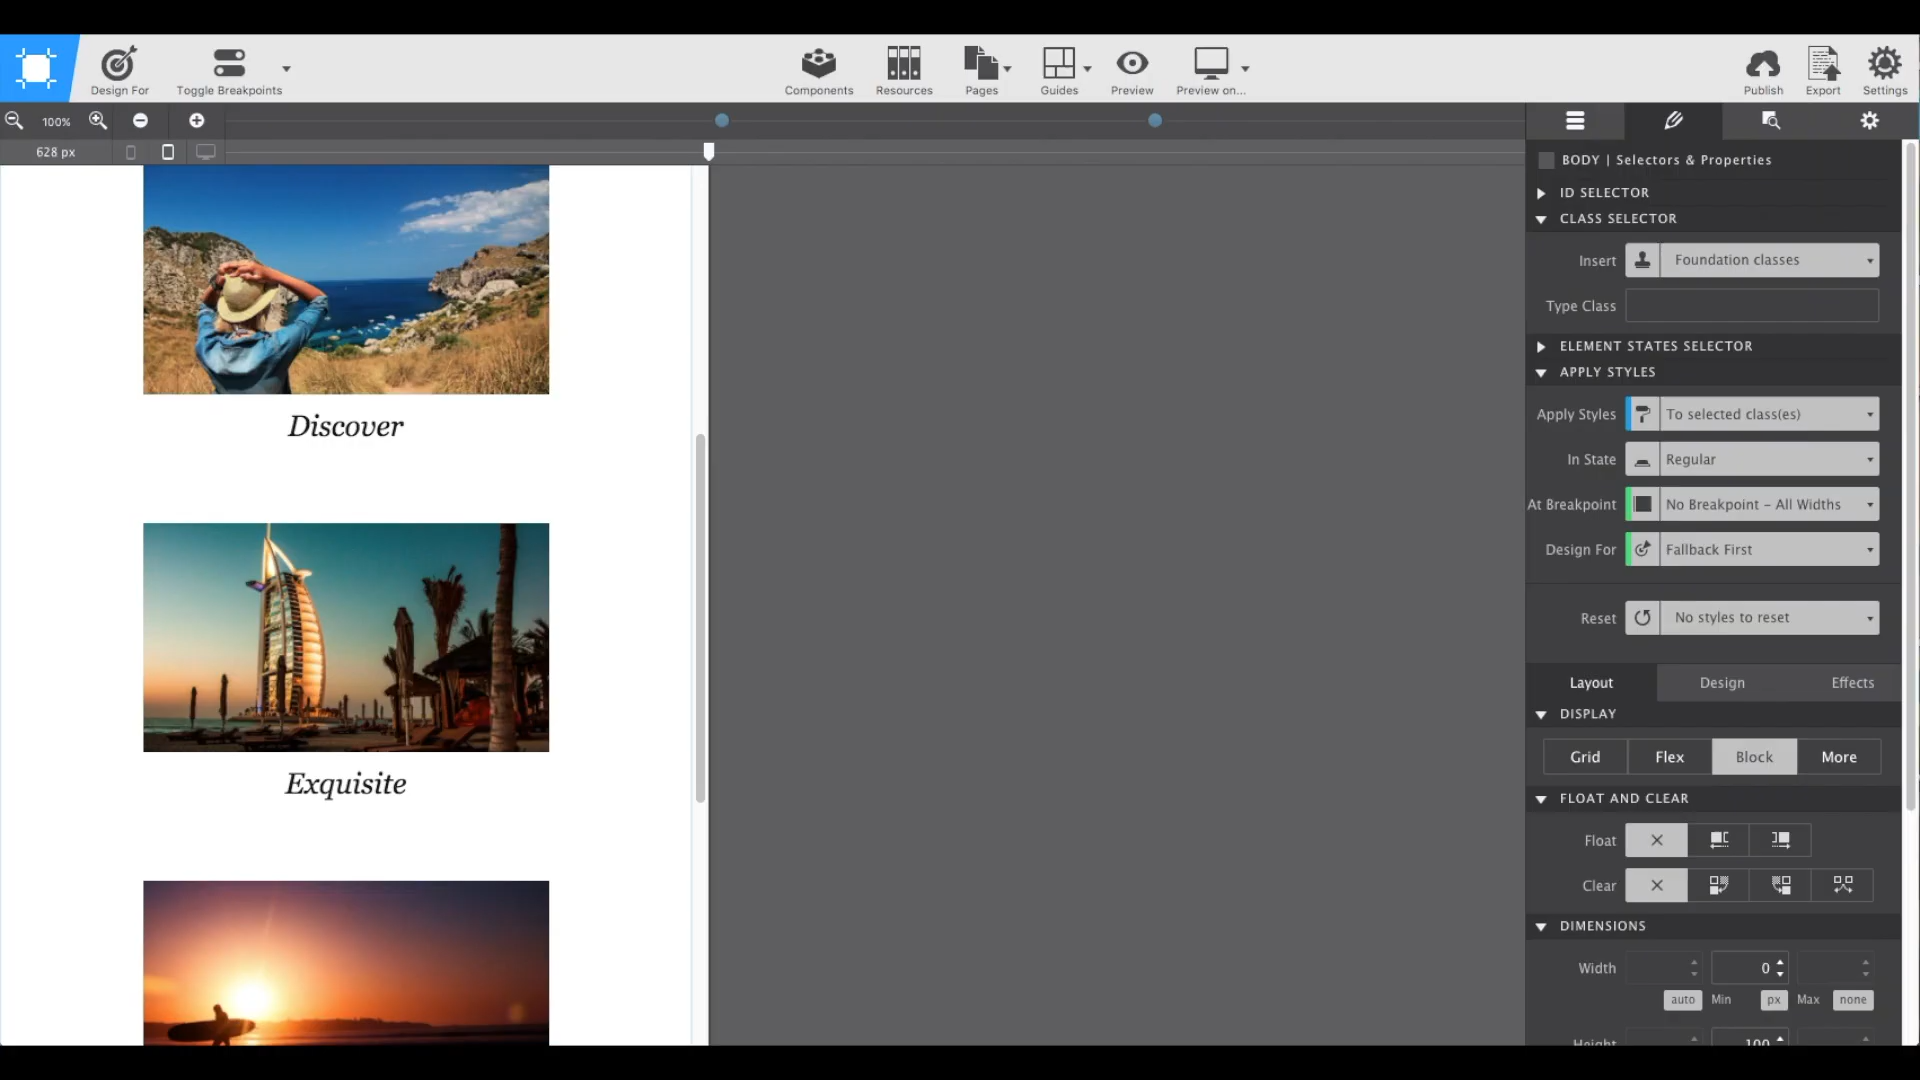 Design For
Toggle Breakpoints
Components
Resources
Pages
Guides
Preview
Preview on...
Publish
Export
Settings
100%
628 px
BODY | Selectors & Properties
ID SELECTOR
CLASS SELECTOR
Insert
Foundation classes
Type Class
ELEMENT STATES SELECTOR
APPLY STYLES
Apply Styles
To selected class(es)
In State
Regular
At Breakpoint
No Breakpoint – All Widths
Design For
Fallback First
Reset
No styles to reset
Layout
Design
Effects
DISPLAY
Grid
Flex
Block
More
FLOAT AND CLEAR
Float
Clear
DIMENSIONS
Width
0
auto
Min
px
Max
none
Height
100
Discover
Exquisite